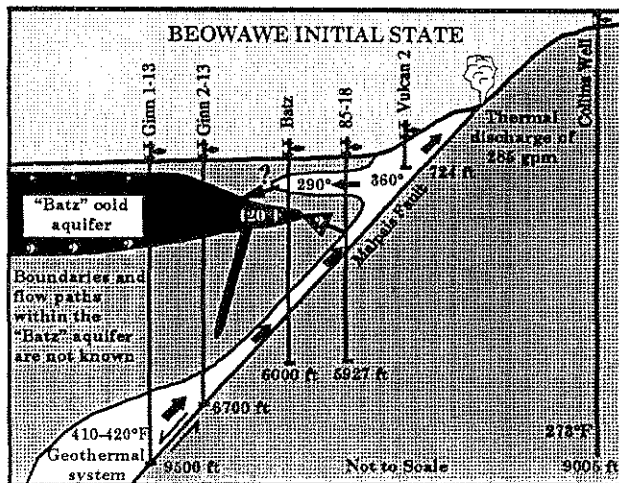 BEOWAWE INITIAL STATE
Ginn 1-13
Ginn 2-13
Batz
85-18
Vulcan 2
Collins Well
Thermal
discharge of
285 gpm
724 ft
?
290°
360°
Malpais Fault
"Batz" cold
aquifer
Boundaries and
flow paths
within the
"Batz" aquifer
are not known
6000 ft
5927 ft
6700 ft
410-420°F
Geothermal
system
9500 ft
Not to Scale
273°F
9005 ft